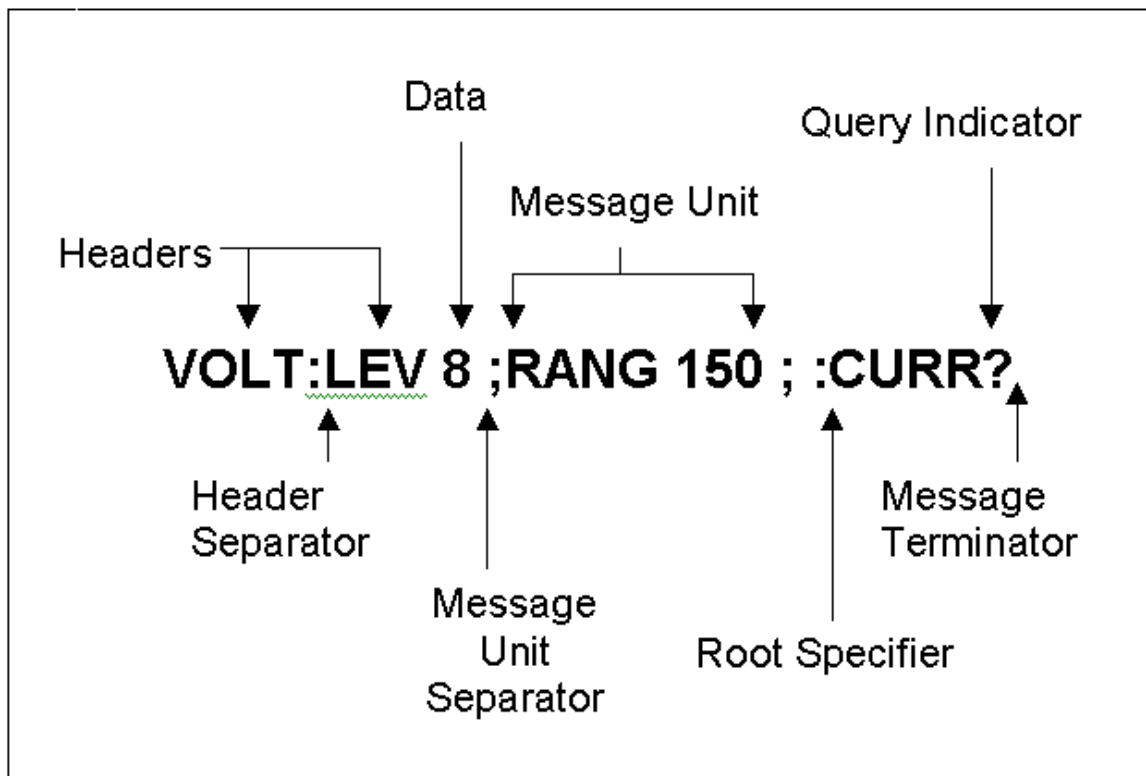 Data
Query Indicator
Message Unit
Headers
VOLT:LEV 8 ;RANG 150 ; :CURR?
Header
Separator
Message
Terminator
Message
Unit
Separator
Root Specifier